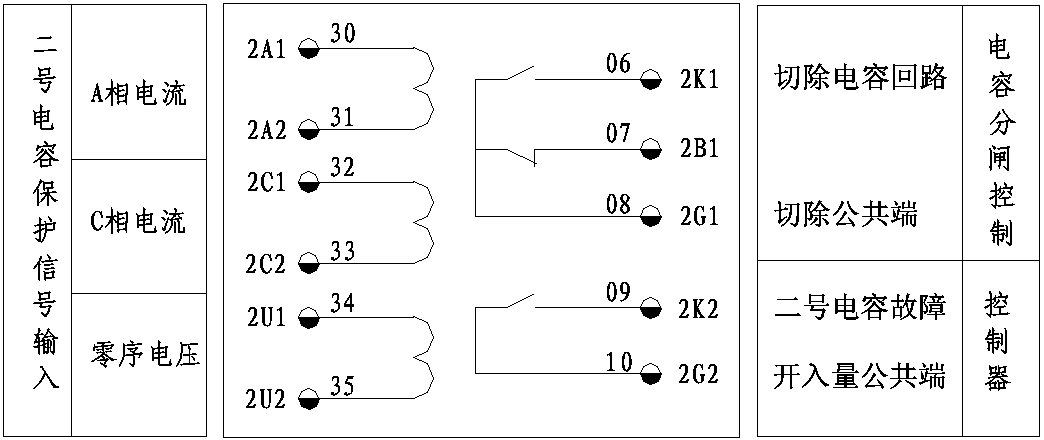 二号电容保护信号输入
A相电流
C相电流
零序电压
2A1 30
2A2 31
2C1 32
2C2 33
2U1 34
2U2 35
06 2K1
07 2B1
08 2G1
09 2K2
10 2G2
切除电容回路
切除公共端
二号电容故障
开入量公共端
电容分闸控制
控制器